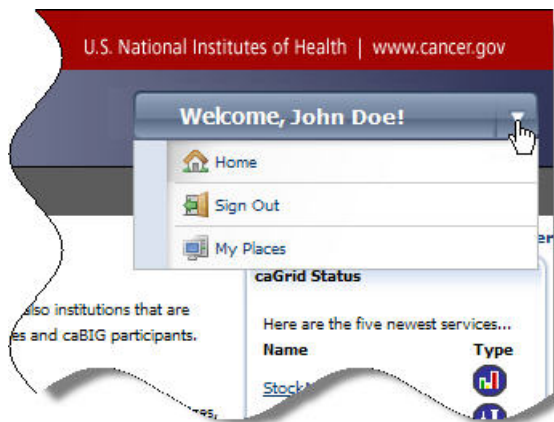 U.S. National Institutes of Health | www.cancer.gov
Welcome, John Doe!
Home
Sign Out
My Places
er
caGrid Status
also institutions that are
es and caBIG participants.
Here are the five newest services...
Name Type